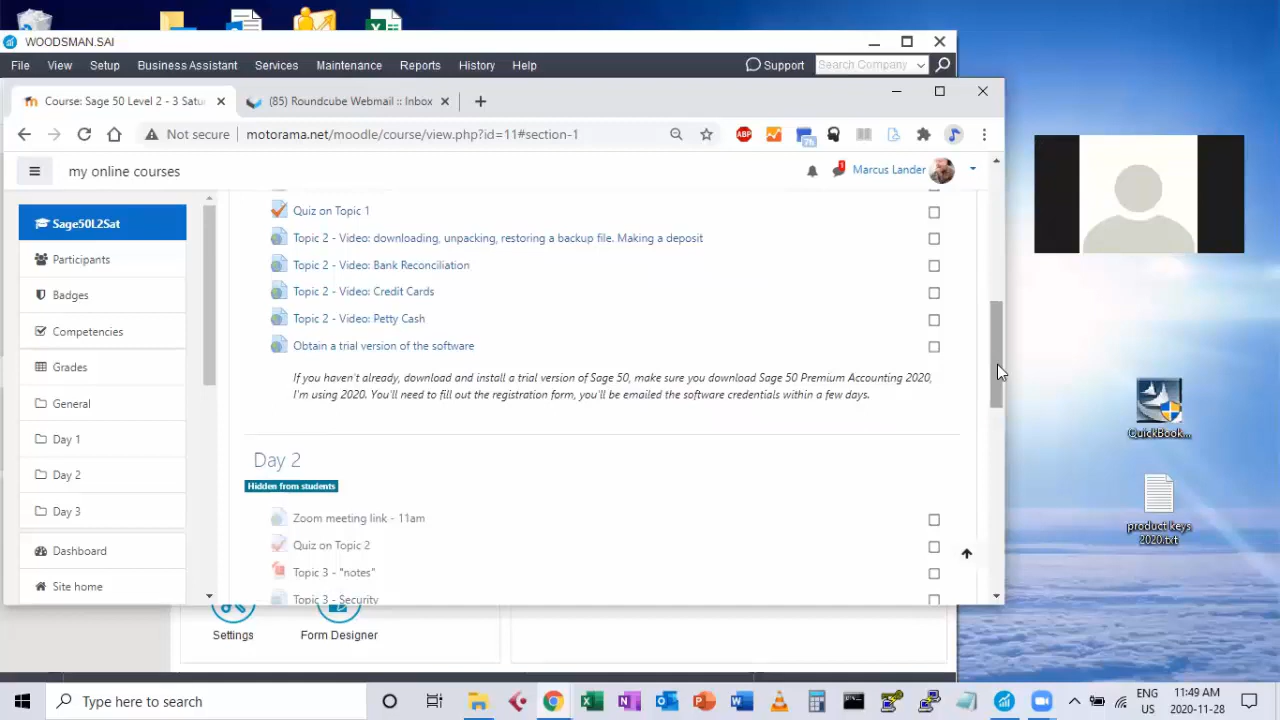 WOODSMAN.SAI
File View Setup Business Assistant Services Maintenance Reports History Help Support Search Company
Course: Sage 50 Level 2 - 3 Satu
(85) Roundcube Webmail :: Inbox
Not secure motorama.net/moodle/course/view.php?id=11#section-1
my online courses
1
Marcus Lander
Sage50L2Sat
Participants
Badges
Competencies
Grades
General
Day 1
Day 2
Day 3
Dashboard
Site home
Quiz on Topic 1
Topic 2 - Video: downloading, unpacking, restoring a backup file. Making a deposit
Topic 2 - Video: Bank Reconciliation
Topic 2 - Video: Credit Cards
Topic 2 - Video: Petty Cash
Obtain a trial version of the software
If you haven't already, download and install a trial version of Sage 50, make sure you download Sage 50 Premium Accounting 2020,
I'm using 2020. You'll need to fill out the registration form, you'll be emailed the software credentials within a few days.
Day 2
Hidden from students
Zoom meeting link - 11am
Quiz on Topic 2
Topic 3 - "notes"
Topic 3 - Security
Settings
Form Designer
QuickBook...
product keys
2020.txt
Type here to search
ENG
US
11:49 AM
2020-11-28